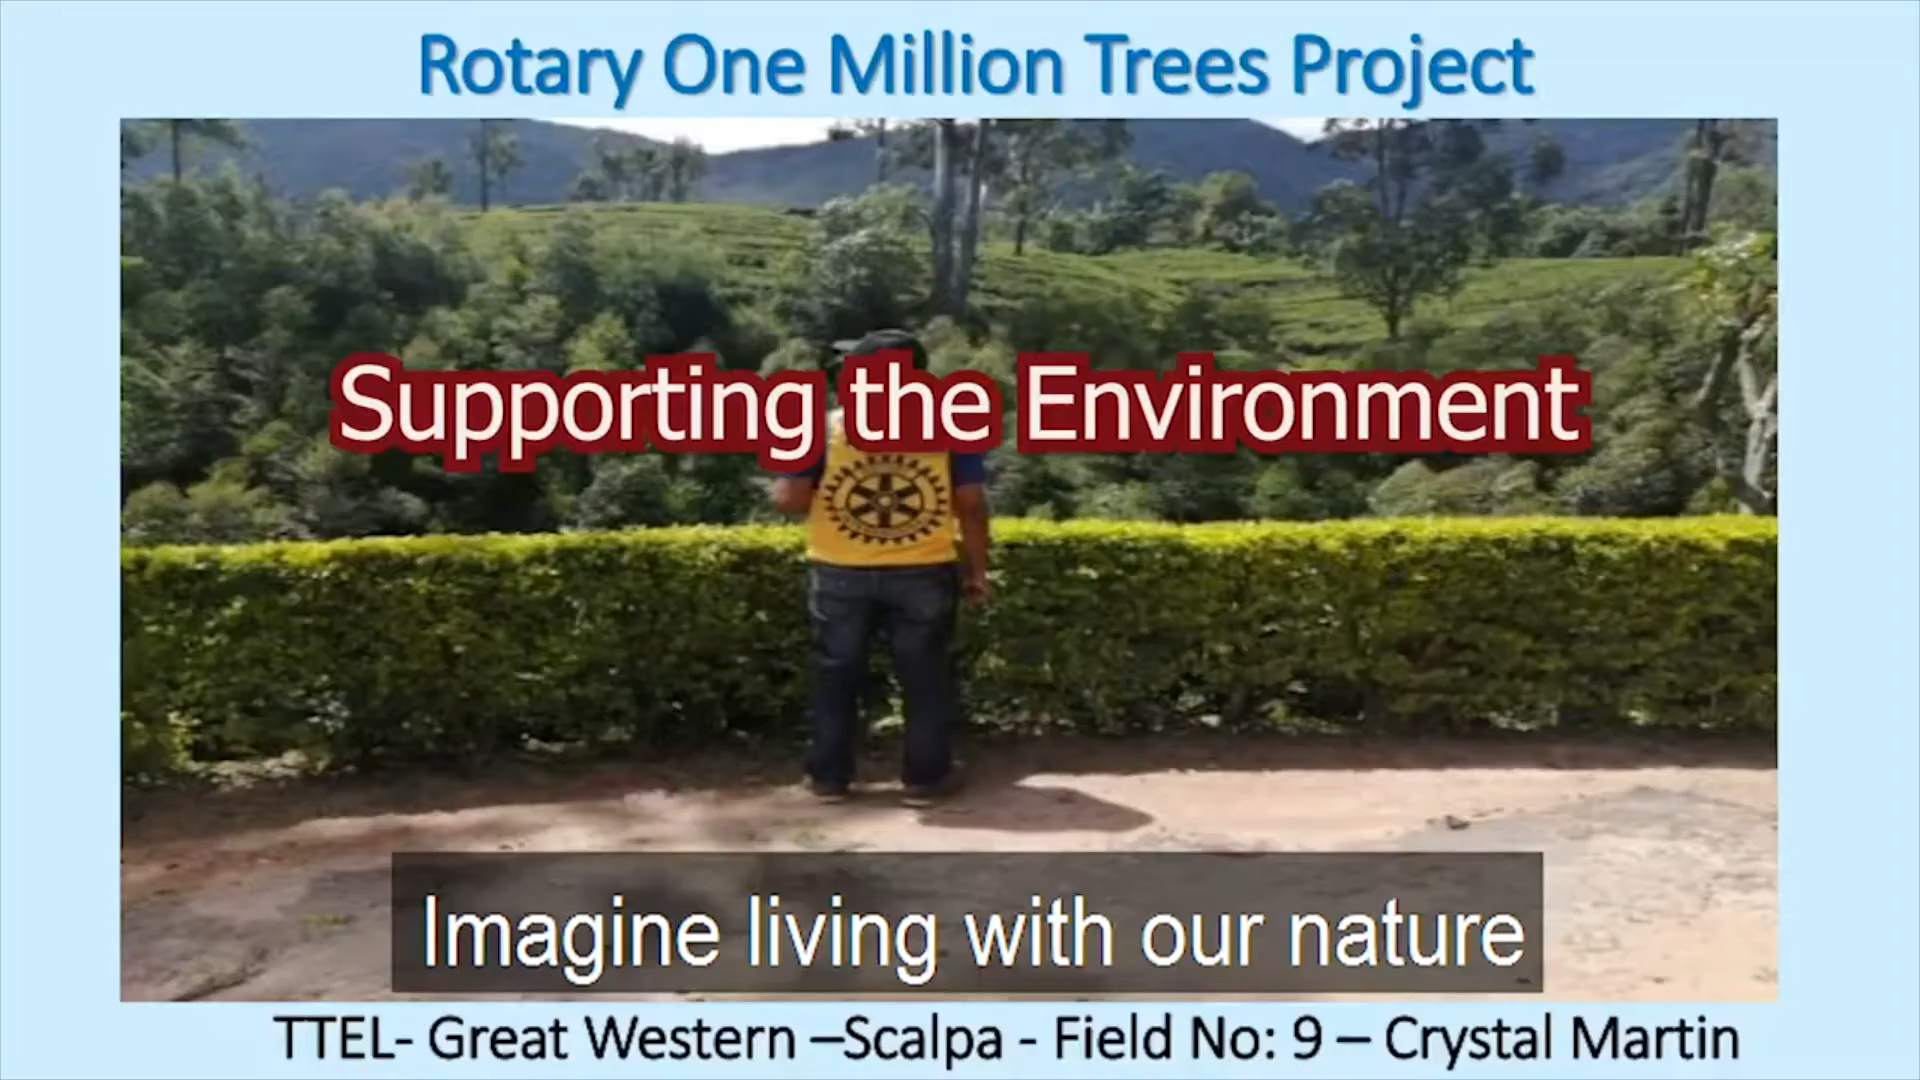 Rotary One Million Trees Project
Supporting the Environment
Imagine living with our nature
TTEL- Great Western –Scalpa - Field No: 9 – Crystal Martin